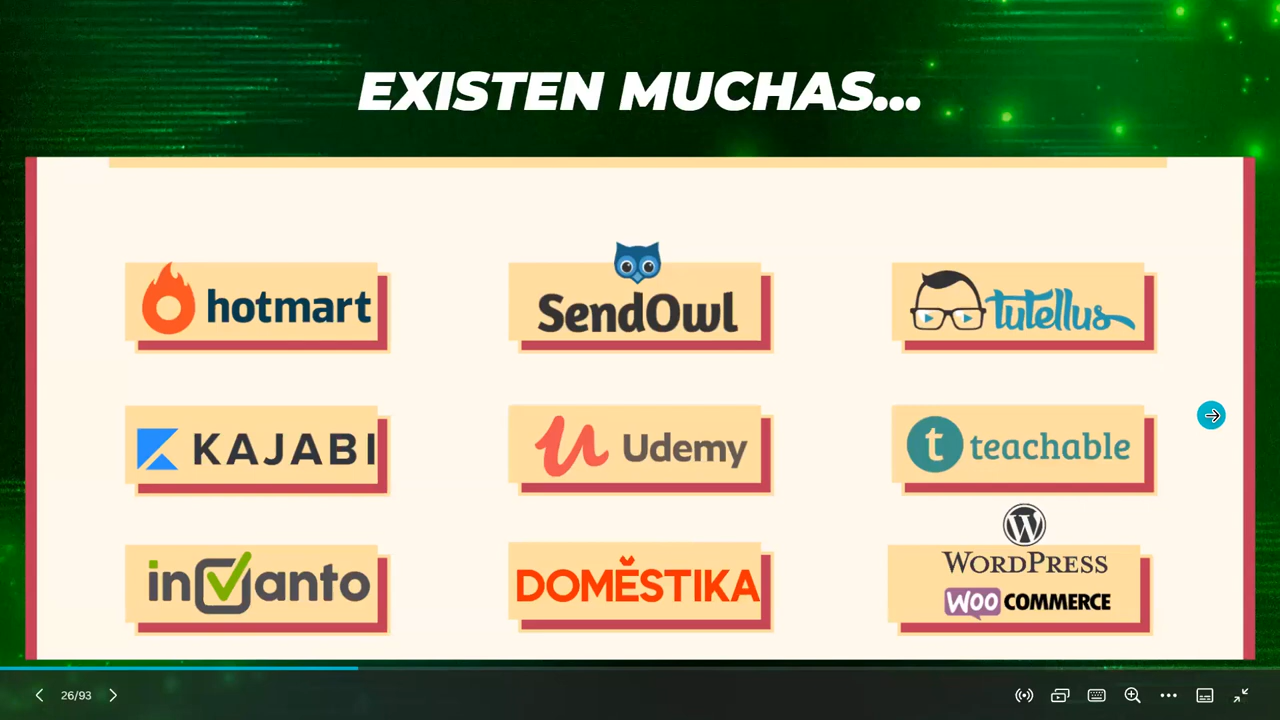 EXISTEN MUCHAS...
hotmart
SendOwl
tutellus
KAJABI
Udemy
t teachable
inVanto
DOMĚSTIKA
W
WORDPRESS
WOO COMMERCE
26/93